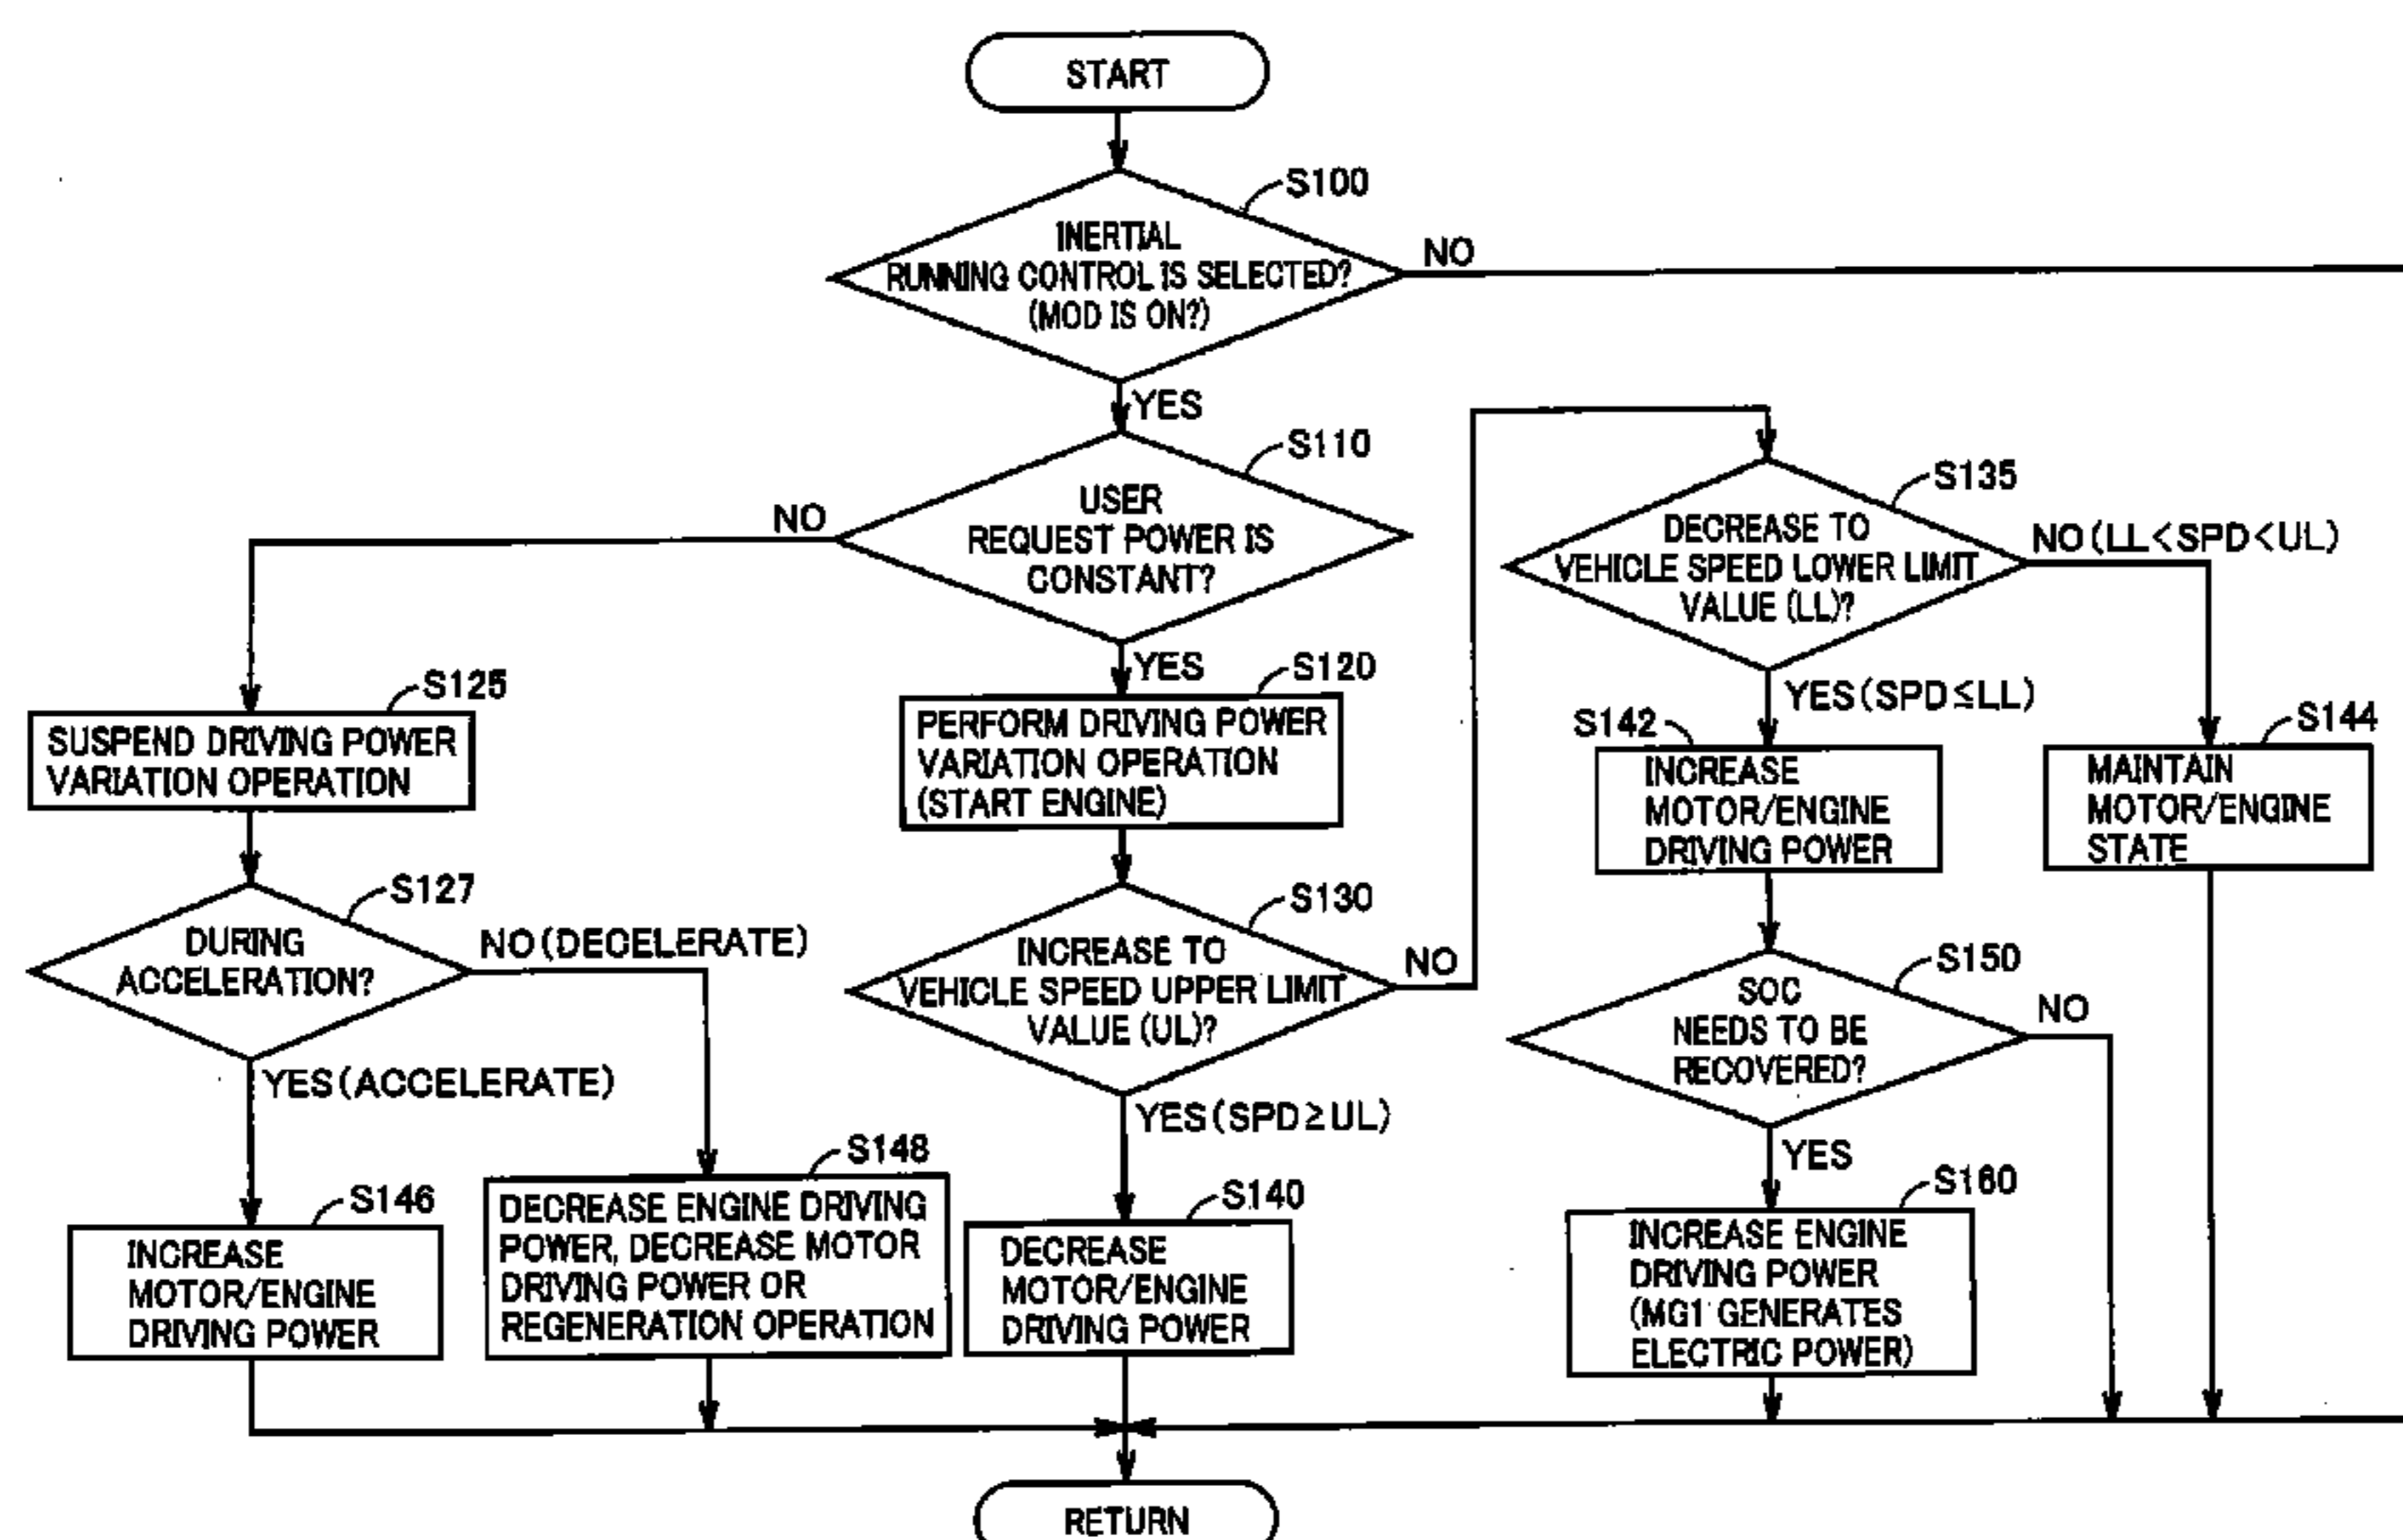 START
S100
INERTIAL
RUNNING CONTROL IS SELECTED?
(MOD IS ON?)
NO
YES
S110
USER
REQUEST POWER IS
CONSTANT?
NO
YES
S135
DECREASE TO
VEHICLE SPEED LOWER LIMIT
VALUE (LL)?
NO (LL<SPD<UL)
YES (SPD≤LL)
S125
SUSPEND DRIVING POWER
VARIATION OPERATION
S120
PERFORM DRIVING POWER
VARIATION OPERATION
(START ENGINE)
S142
INCREASE
MOTOR/ENGINE
DRIVING POWER
S144
MAINTAIN
MOTOR/ENGINE
STATE
S127
DURING
ACCELERATION?
NO (DECELERATE)
YES (ACCELERATE)
S130
INCREASE TO
VEHICLE SPEED UPPER LIMIT
VALUE (UL)?
NO
YES (SPD≥UL)
S150
SOC
NEEDS TO BE
RECOVERED?
NO
YES
S146
INCREASE
MOTOR/ENGINE
DRIVING POWER
S148
DECREASE ENGINE DRIVING
POWER, DECREASE MOTOR
DRIVING POWER OR
REGENERATION OPERATION
S140
DECREASE
MOTOR/ENGINE
DRIVING POWER
S160
INCREASE ENGINE
DRIVING POWER
(MG1 GENERATES
ELECTRIC POWER)
RETURN